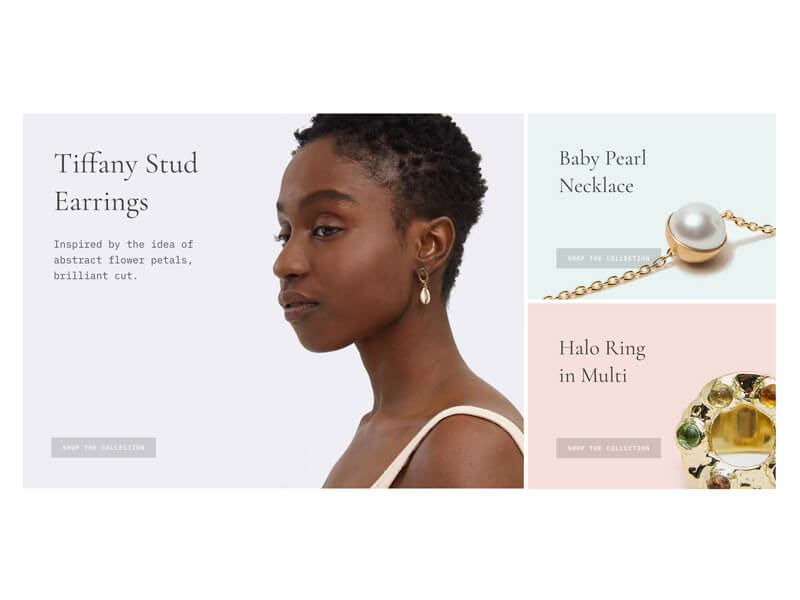 Tiffany Stud
Earrings
Inspired by the idea of
abstract flower petals,
brilliant cut.
SHOP THE COLLECTION
Baby Pearl
Necklace
SHOP THE COLLECTION
Halo Ring
in Multi
SHOP THE COLLECTION